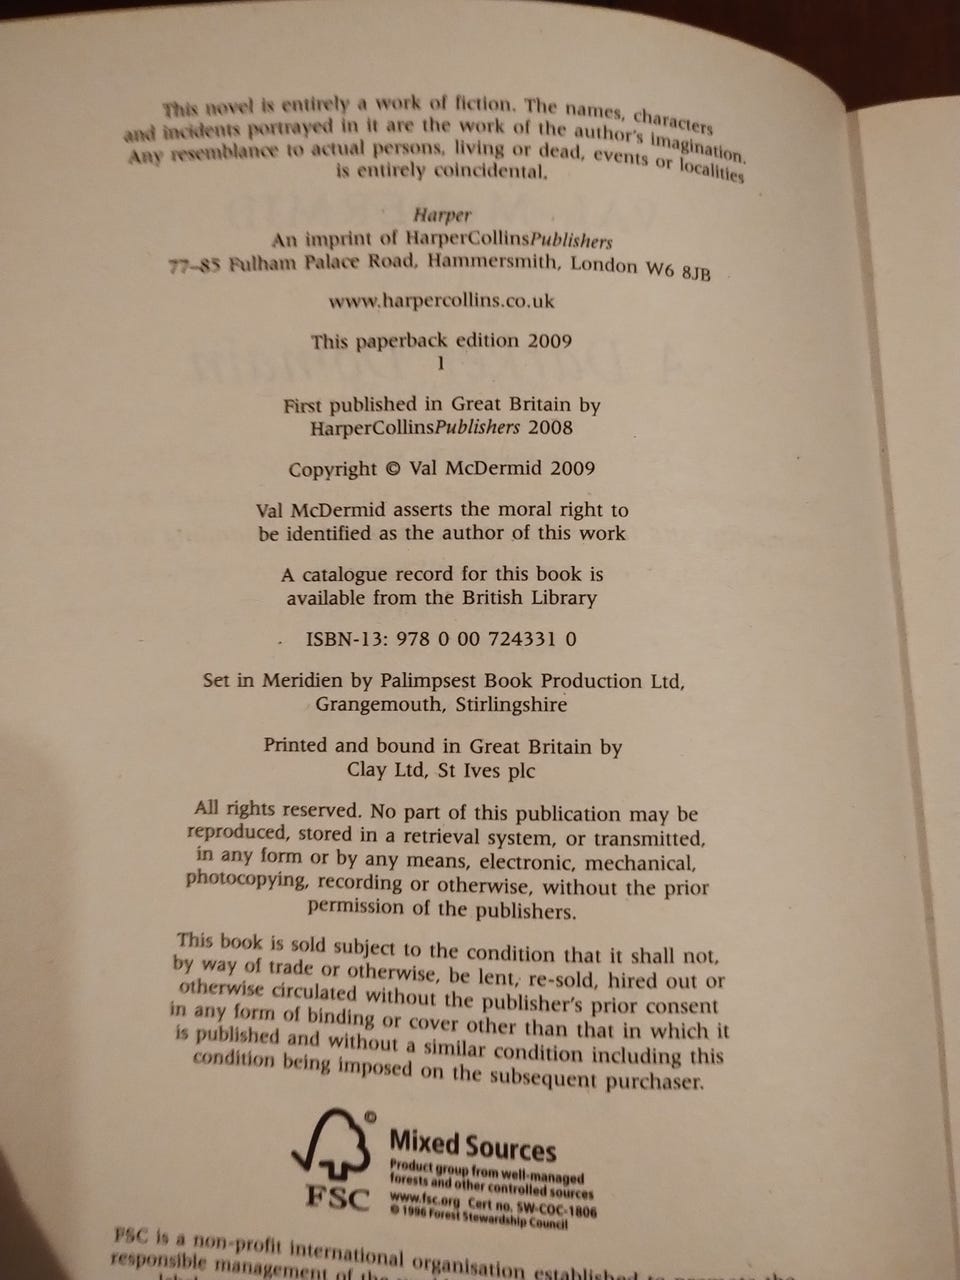 This novel is entirely a work of fiction. The names, characters
and incidents portrayed in it are the work of the author's imagination.
Any resemblance to actual persons, living or dead, events or localities
is entirely coincidental.
Harper
An imprint of HarperCollinsPublishers
77–85 Fulham Palace Road, Hammersmith, London W6 8JB
www.harpercollins.co.uk
This paperback edition 2009
1
First published in Great Britain by
HarperCollinsPublishers 2008
Copyright © Val McDermid 2009
Val McDermid asserts the moral right to
be identified as the author of this work
A catalogue record for this book is
available from the British Library
ISBN-13: 978 0 00 724331 0
Set in Meridien by Palimpsest Book Production Ltd,
Grangemouth, Stirlingshire
Printed and bound in Great Britain by
Clay Ltd, St Ives plc
All rights reserved. No part of this publication may be
reproduced, stored in a retrieval system, or transmitted,
in any form or by any means, electronic, mechanical,
photocopying, recording or otherwise, without the prior
permission of the publishers.
This book is sold subject to the condition that it shall not,
by way of trade or otherwise, be lent, re-sold, hired out or
otherwise circulated without the publisher's prior consent
in any form of binding or cover other than that in which it
is published and without a similar condition including this
condition being imposed on the subsequent purchaser.
©
FSC
Mixed Sources
Product group from well-managed
forests and other controlled sources
www.fsc.org Cert no. SW-COC-1806
© 1996 Forest Stewardship Council
FSC is a non-profit international organisation established to promote the
responsible management of the